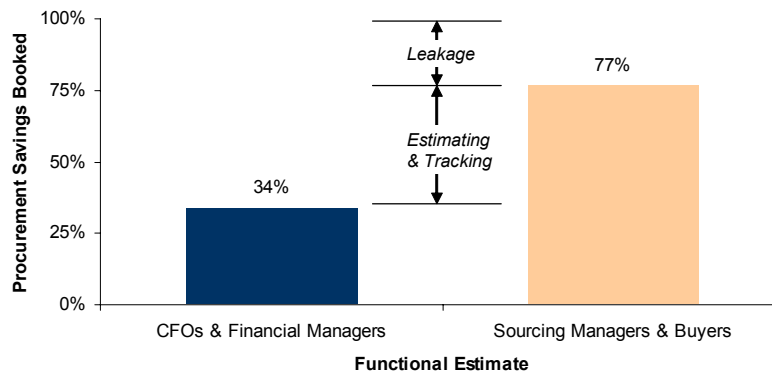 Procurement Savings Booked
100%
75%
50%
25%
0%
Leakage
Estimating
& Tracking
34%
77%
CFOs & Financial Managers
Sourcing Managers & Buyers
Functional Estimate